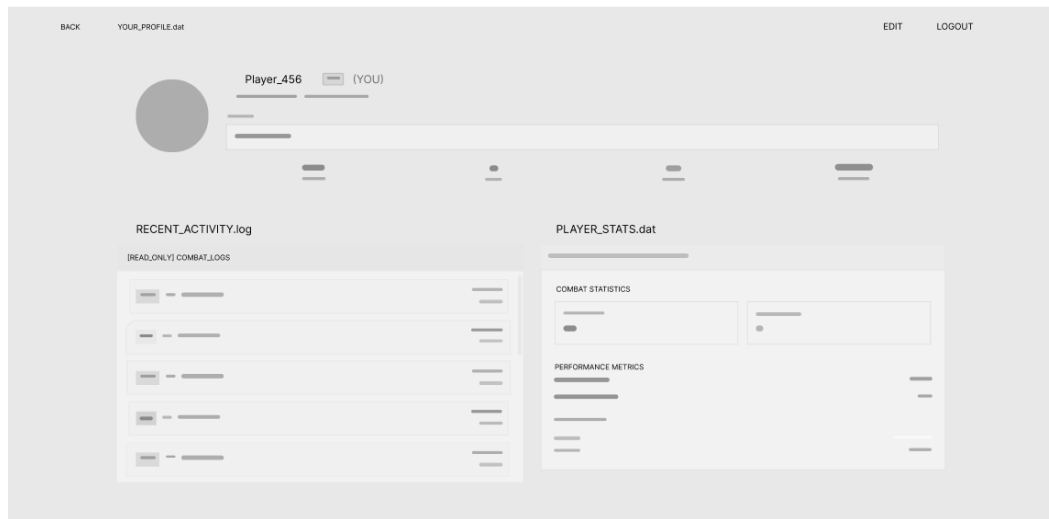 BACK YOUR_PROFILE.dat EDIT LOGOUT
Player_456 (YOU)
RECENT_ACTIVITY.log
[READ_ONLY] COMBAT_LOGS
PLAYER_STATS.dat
COMBAT STATISTICS
PERFORMANCE METRICS